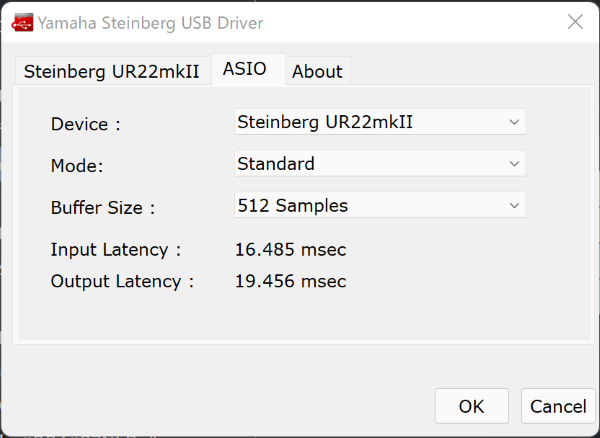 Yamaha Steinberg USB Driver
Steinberg UR22mkII ASIO About
Device : Steinberg UR22mkII
Mode: Standard
Buffer Size : 512 Samples
Input Latency : 16.485 msec
Output Latency : 19.456 msec
OK Cancel